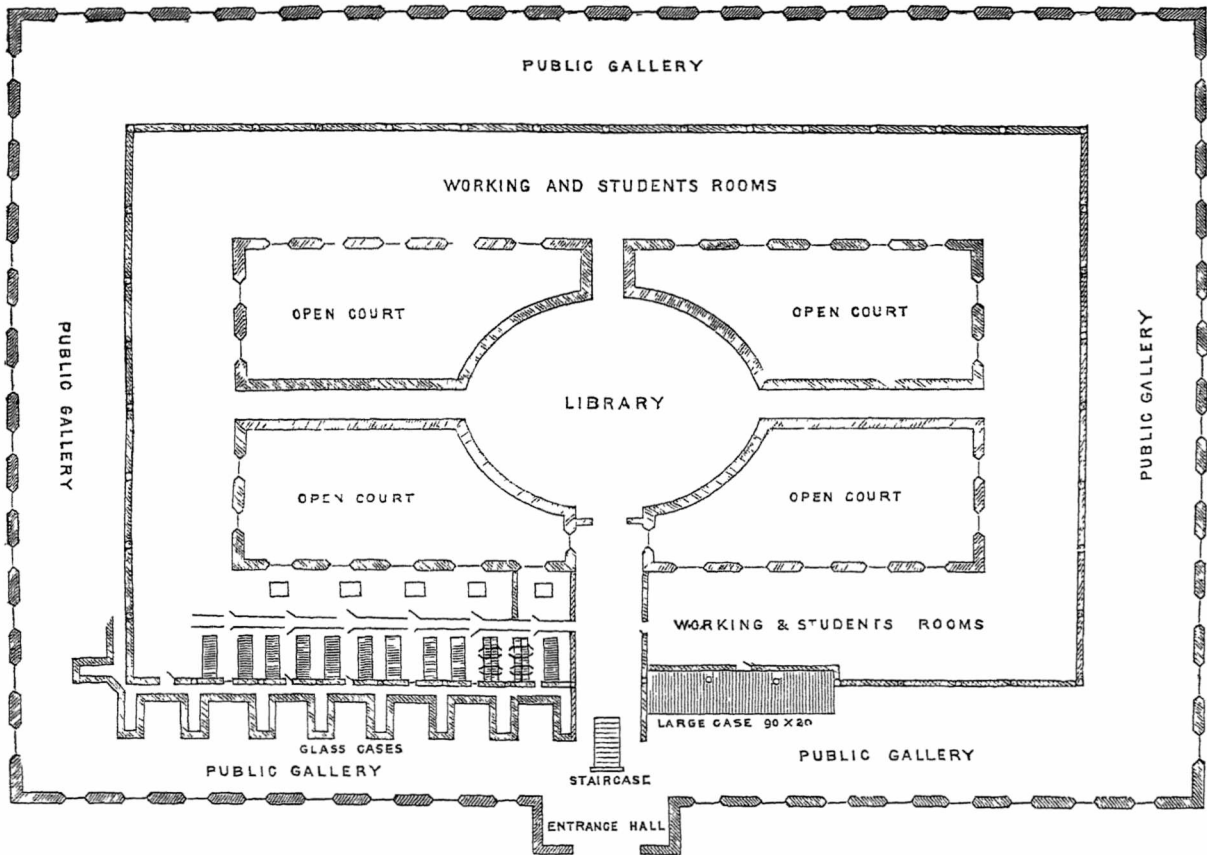 PUBLIC GALLERY
WORKING AND STUDENTS ROOMS
OPEN COURT
OPEN COURT
PUBLIC GALLERY
PUBLIC GALLERY
LIBRARY
OPEN COURT
OPEN COURT
WORKING & STUDENTS ROOMS
LARGE CASE 90 X 20
GLASS CASES
PUBLIC GALLERY
PUBLIC GALLERY
STAIRCASE
ENTRANCE HALL